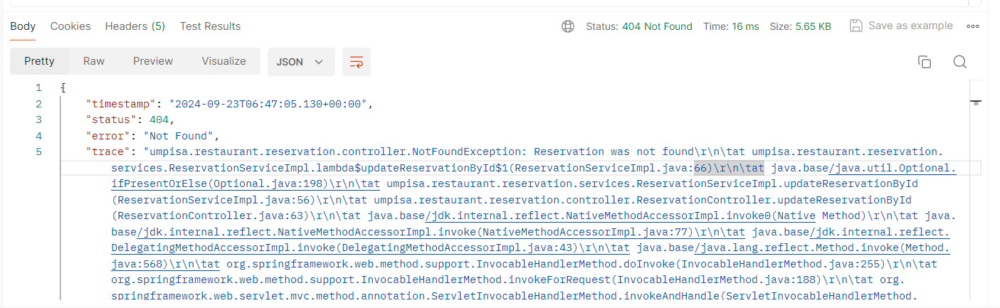 Body Cookies Headers (5) Test Results Status: 404 Not Found Time: 16 ms Size: 5.65 KB Save as example
Pretty Raw Preview Visualize JSON
1 {
2 "timestamp": "2024-09-23T06:47:05.130+00:00",
3 "status": 404,
4 "error": "Not Found",
5 "trace": "umpisa.restaurant.reservation.controller.NotFoundException: Reservation was not found\r\n\tat umpisa.restaurant.reservation.
services.ReservationServiceImpl.lambda$updateReservationById$1(ReservationServiceImpl.java:66)\r\n\tat java.base/java.util.Optional.
ifPresentOrElse(Optional.java:198)\r\n\tat umpisa.restaurant.reservation.services.ReservationServiceImpl.updateReservationById
(ReservationServiceImpl.java:56)\r\n\tat umpisa.restaurant.reservation.controller.ReservationController.updateReservationById
(ReservationController.java:63)\r\n\tat java.base/jdk.internal.reflect.NativeMethodAccessorImpl.invoke0(Native Method)\r\n\tat java.
base/jdk.internal.reflect.NativeMethodAccessorImpl.invoke(NativeMethodAccessorImpl.java:77)\r\n\tat java.base/jdk.internal.reflect.
DelegatingMethodAccessorImpl.invoke(DelegatingMethodAccessorImpl.java:43)\r\n\tat java.base/java.lang.reflect.Method.invoke(Method.
java:568)\r\n\tat org.springframework.web.method.support.InvocableHandlerMethod.doInvoke(InvocableHandlerMethod.java:255)\r\n\tat
org.springframework.web.method.support.InvocableHandlerMethod.invokeForRequest(InvocableHandlerMethod.java:188)\r\n\tat org.
springframework.web.servlet.mvc.method.annotation.ServletInvocableHandlerMethod.invokeAndHandle(ServletInvocableHandlerMethod.